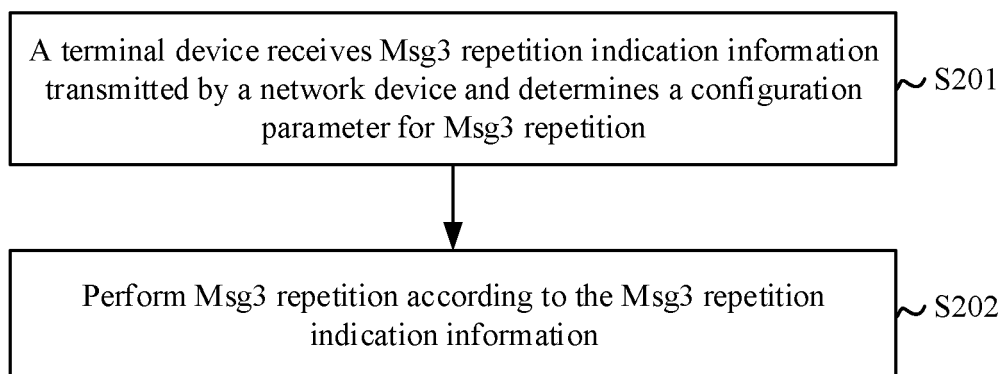 A terminal device receives Msg3 repetition indication information
transmitted by a network device and determines a configuration
parameter for Msg3 repetition
S201
Perform Msg3 repetition according to the Msg3 repetition
indication information
S202